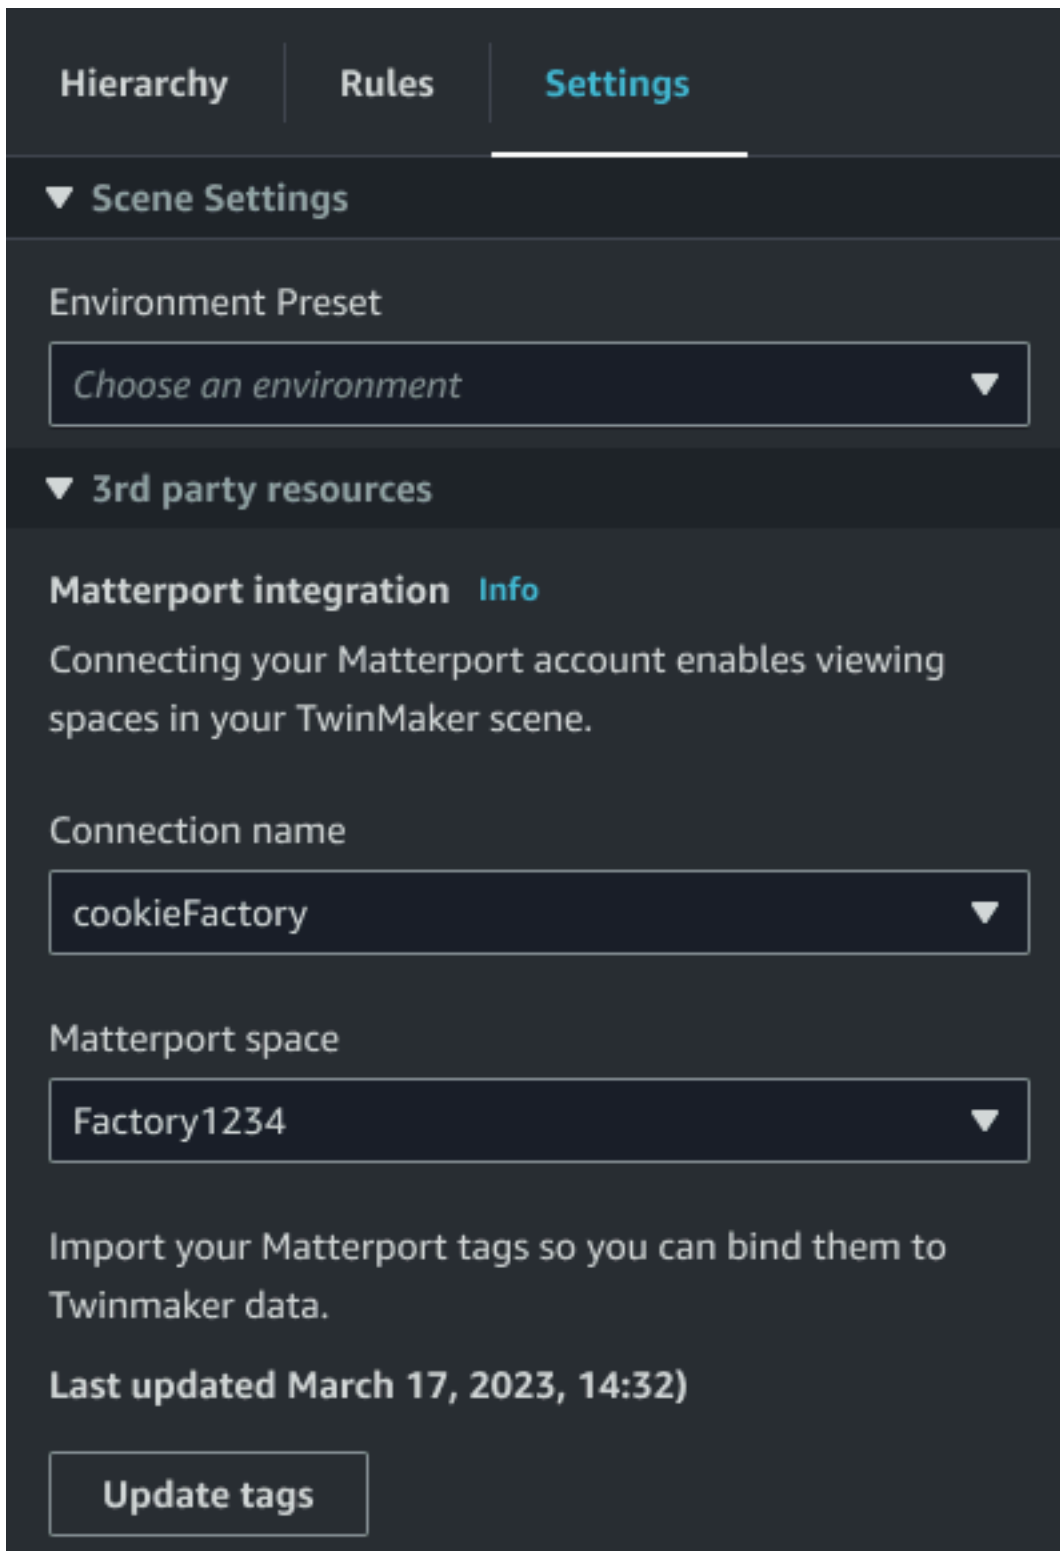 Hierarchy Rules Settings
Scene Settings
Environment Preset
Choose an environment
3rd party resources
Matterport integration Info
Connecting your Matterport account enables viewing
spaces in your TwinMaker scene.
Connection name
cookieFactory
Matterport space
Factory1234
Import your Matterport tags so you can bind them to
Twinmaker data.
Last updated March 17, 2023, 14:32)
Update tags